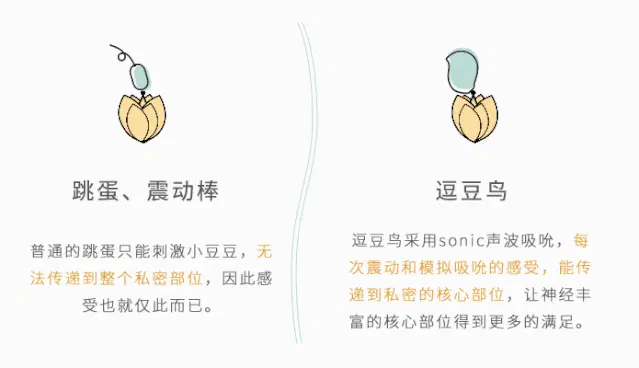 跳蛋、震动棒
普通的跳蛋只能刺激小豆豆，无
法传递到整个私密部位，因此感
受也就仅此而已。
逗豆鸟
逗豆鸟采用sonic声波吸吮，每
次震动和模拟吸吮的感受，能传
递到私密的核心部位，让神经丰
富的核心部位得到更多的满足。